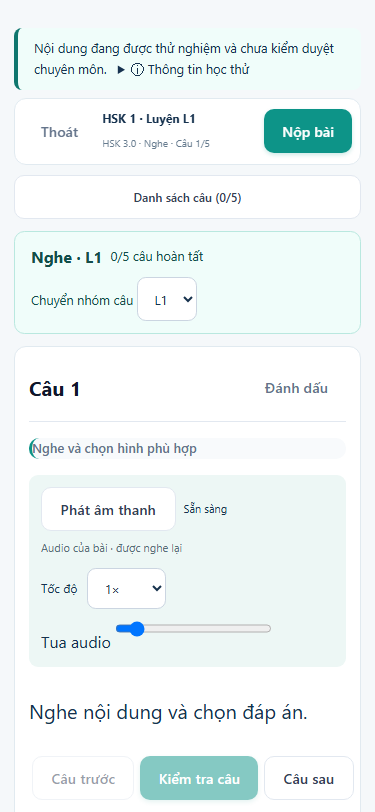 Nội dung đang được thử nghiệm và chưa kiểm duyệt
chuyên môn. ▶ ⓘ Thông tin học thử
Thoát
HSK 1 · Luyện L1
HSK 3.0 · Nghe · Câu 1/5
Nộp bài
Danh sách câu (0/5)
Nghe · L1 0/5 câu hoàn tất
Chuyển nhóm câu L1
Câu 1
Đánh dấu
Nghe và chọn hình phù hợp
Phát âm thanh
Sẵn sàng
Audio của bài · được nghe lại
Tốc độ 1×
Tua audio
Nghe nội dung và chọn đáp án.
Câu trước
Kiểm tra câu
Câu sau